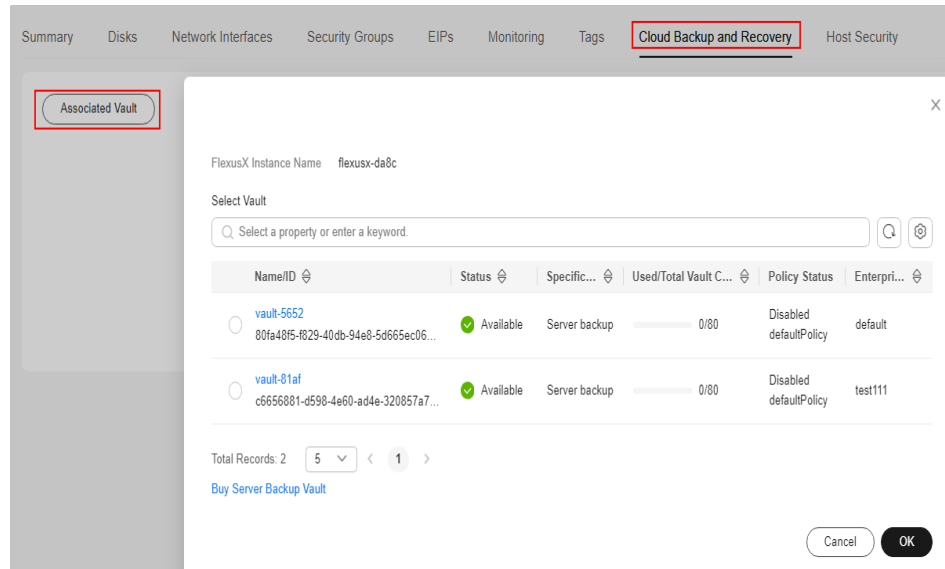 Summary Disks Network Interfaces Security Groups EIPs Monitoring Tags Cloud Backup and Recovery Host Security
Associated Vault
FlexusX Instance Name flexusx-da8c
Select Vault
Select a property or enter a keyword.
Name/ID Status Specific... Used/Total Vault C... Policy Status Enterpri...
vault-5652
80fa48f5-f829-40db-94e8-5d665ec06...
Available Server backup 0/80
Disabled
defaultPolicy
default
vault-81af
c6656881-d598-4e60-ad4e-320857a7...
Available Server backup 0/80
Disabled
defaultPolicy
test111
Total Records: 2 5 1
Buy Server Backup Vault
Cancel OK